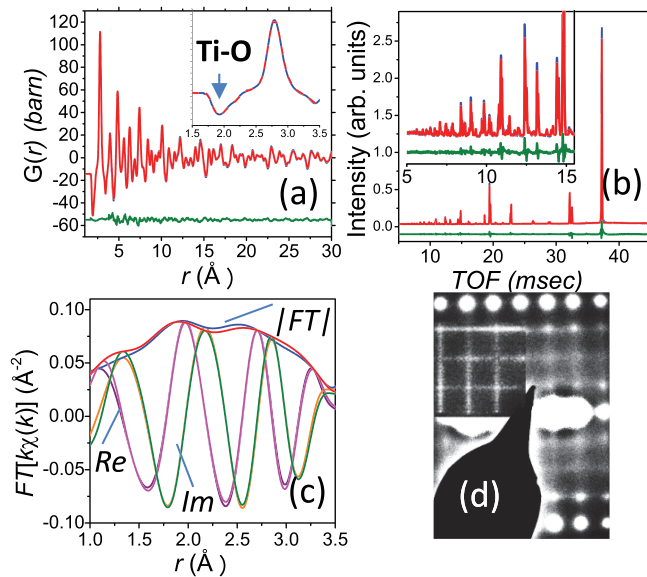 120
100
80
60
40
20
0
-20
-40
-60
G(r) (barn)
Ti-O
1.5 2.0 2.5 3.0 3.5
(a)
5 10 15 20 25 30
r (Å)
2.5
2.0
1.5
1.0
0.5
0.0
Intensity (arb. units)
5 10 15
(b)
10 20 30 40
TOF (msec)
0.10
0.05
0.00
-0.05
-0.10
FT[kχ(k)] (Å-2)
|FT|
Re
Im
(c)
1.0 1.5 2.0 2.5 3.0 3.5
r (Å)
(d)